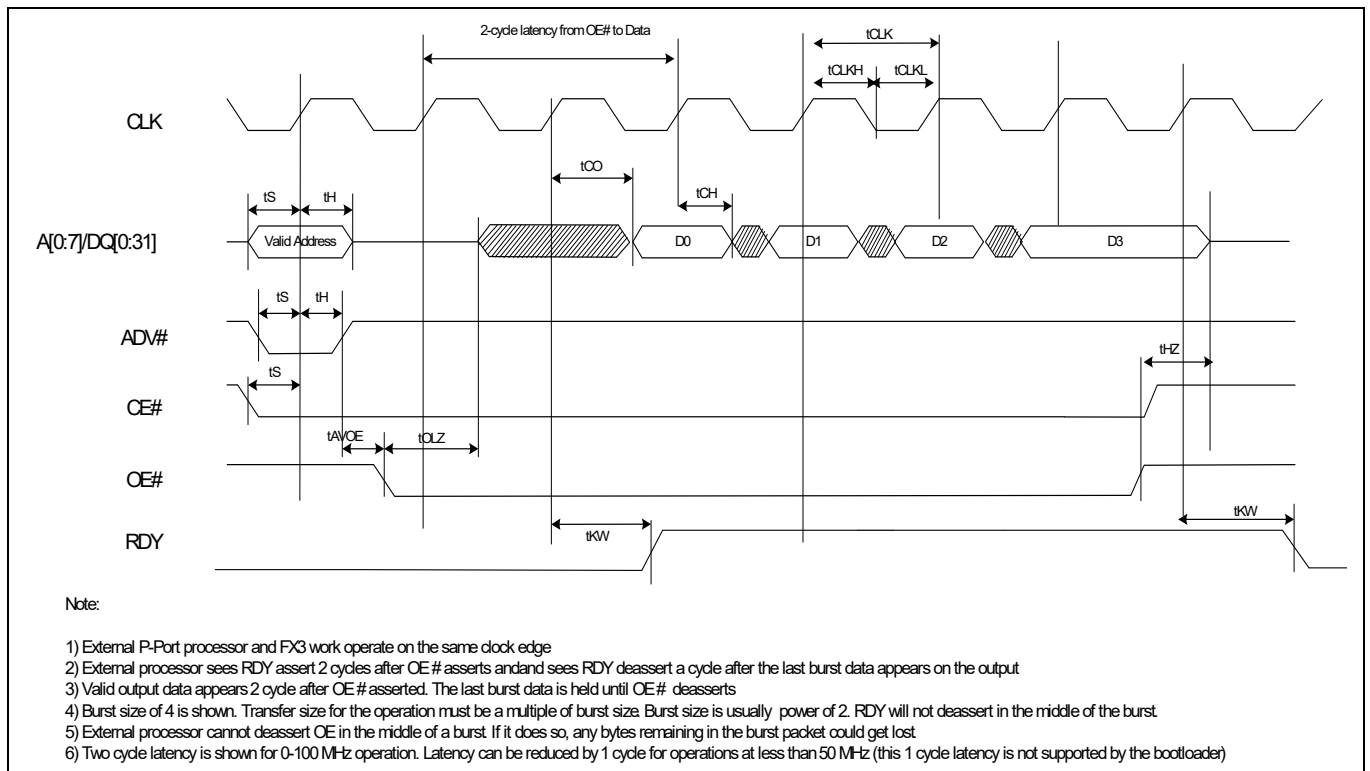 2-cycle latency from OE# to Data
tCLK
tCLKH
tCLKL
CLK
tCO
tCH
tS
tH
A[0:7]/DQ[0:31]
Valid Address
D0
D1
D2
D3
tS
tH
ADV#
tHZ
tS
CE#
tAVOE
tOLZ
OE#
tKW
tKW
RDY
Note:
1) External P-Port processor and FX3 work operate on the same clock edge
2) External processor sees RDY assert 2 cycles after OE # asserts andand sees RDY deassert a cycle after the last burst data appears on the output
3) Valid output data appears 2 cycle after OE # asserted. The last burst data is held until OE # deasserts
4) Burst size of 4 is shown. Transfer size for the operation must be a multiple of burst size. Burst size is usually power of 2. RDY will not deassert in the middle of the burst.
5) External processor cannot deassert OE in the middle of a burst. If it does so, any bytes remaining in the burst packet could get lost.
6) Two cycle latency is shown for 0-100 MHz operation. Latency can be reduced by 1 cycle for operations at less than 50 MHz (this 1 cycle latency is not supported by the bootloader)